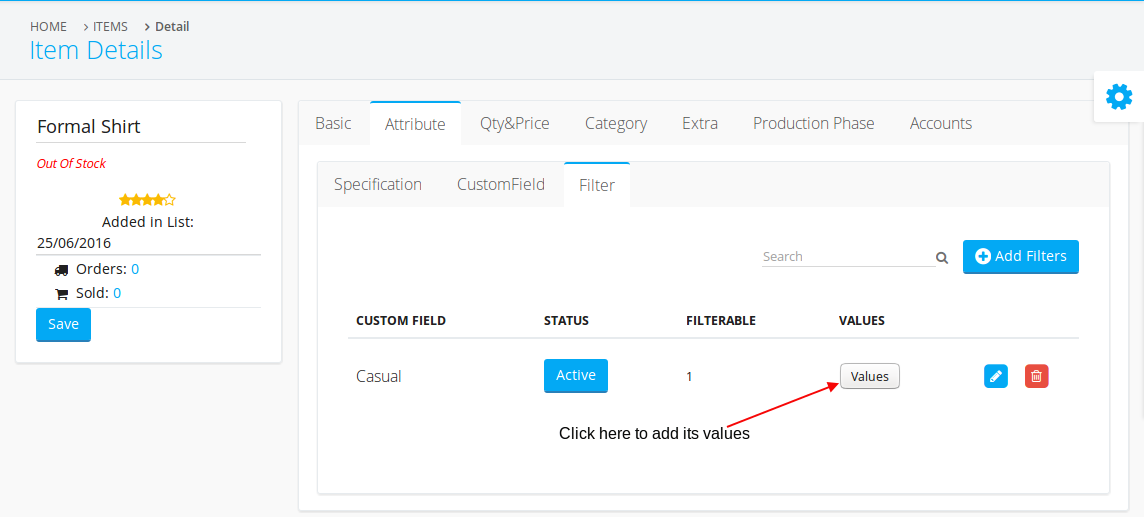 HOME > ITEMS > Detail
Item Details
Formal Shirt
Out Of Stock
Added in List:
25/06/2016
Orders: 0
Sold: 0
Save
Basic Attribute Qty&Price Category Extra Production Phase Accounts
Specification CustomField Filter
Search Add Filters
CUSTOM FIELD STATUS FILTERABLE VALUES
Casual Active 1 Values
Click here to add its values